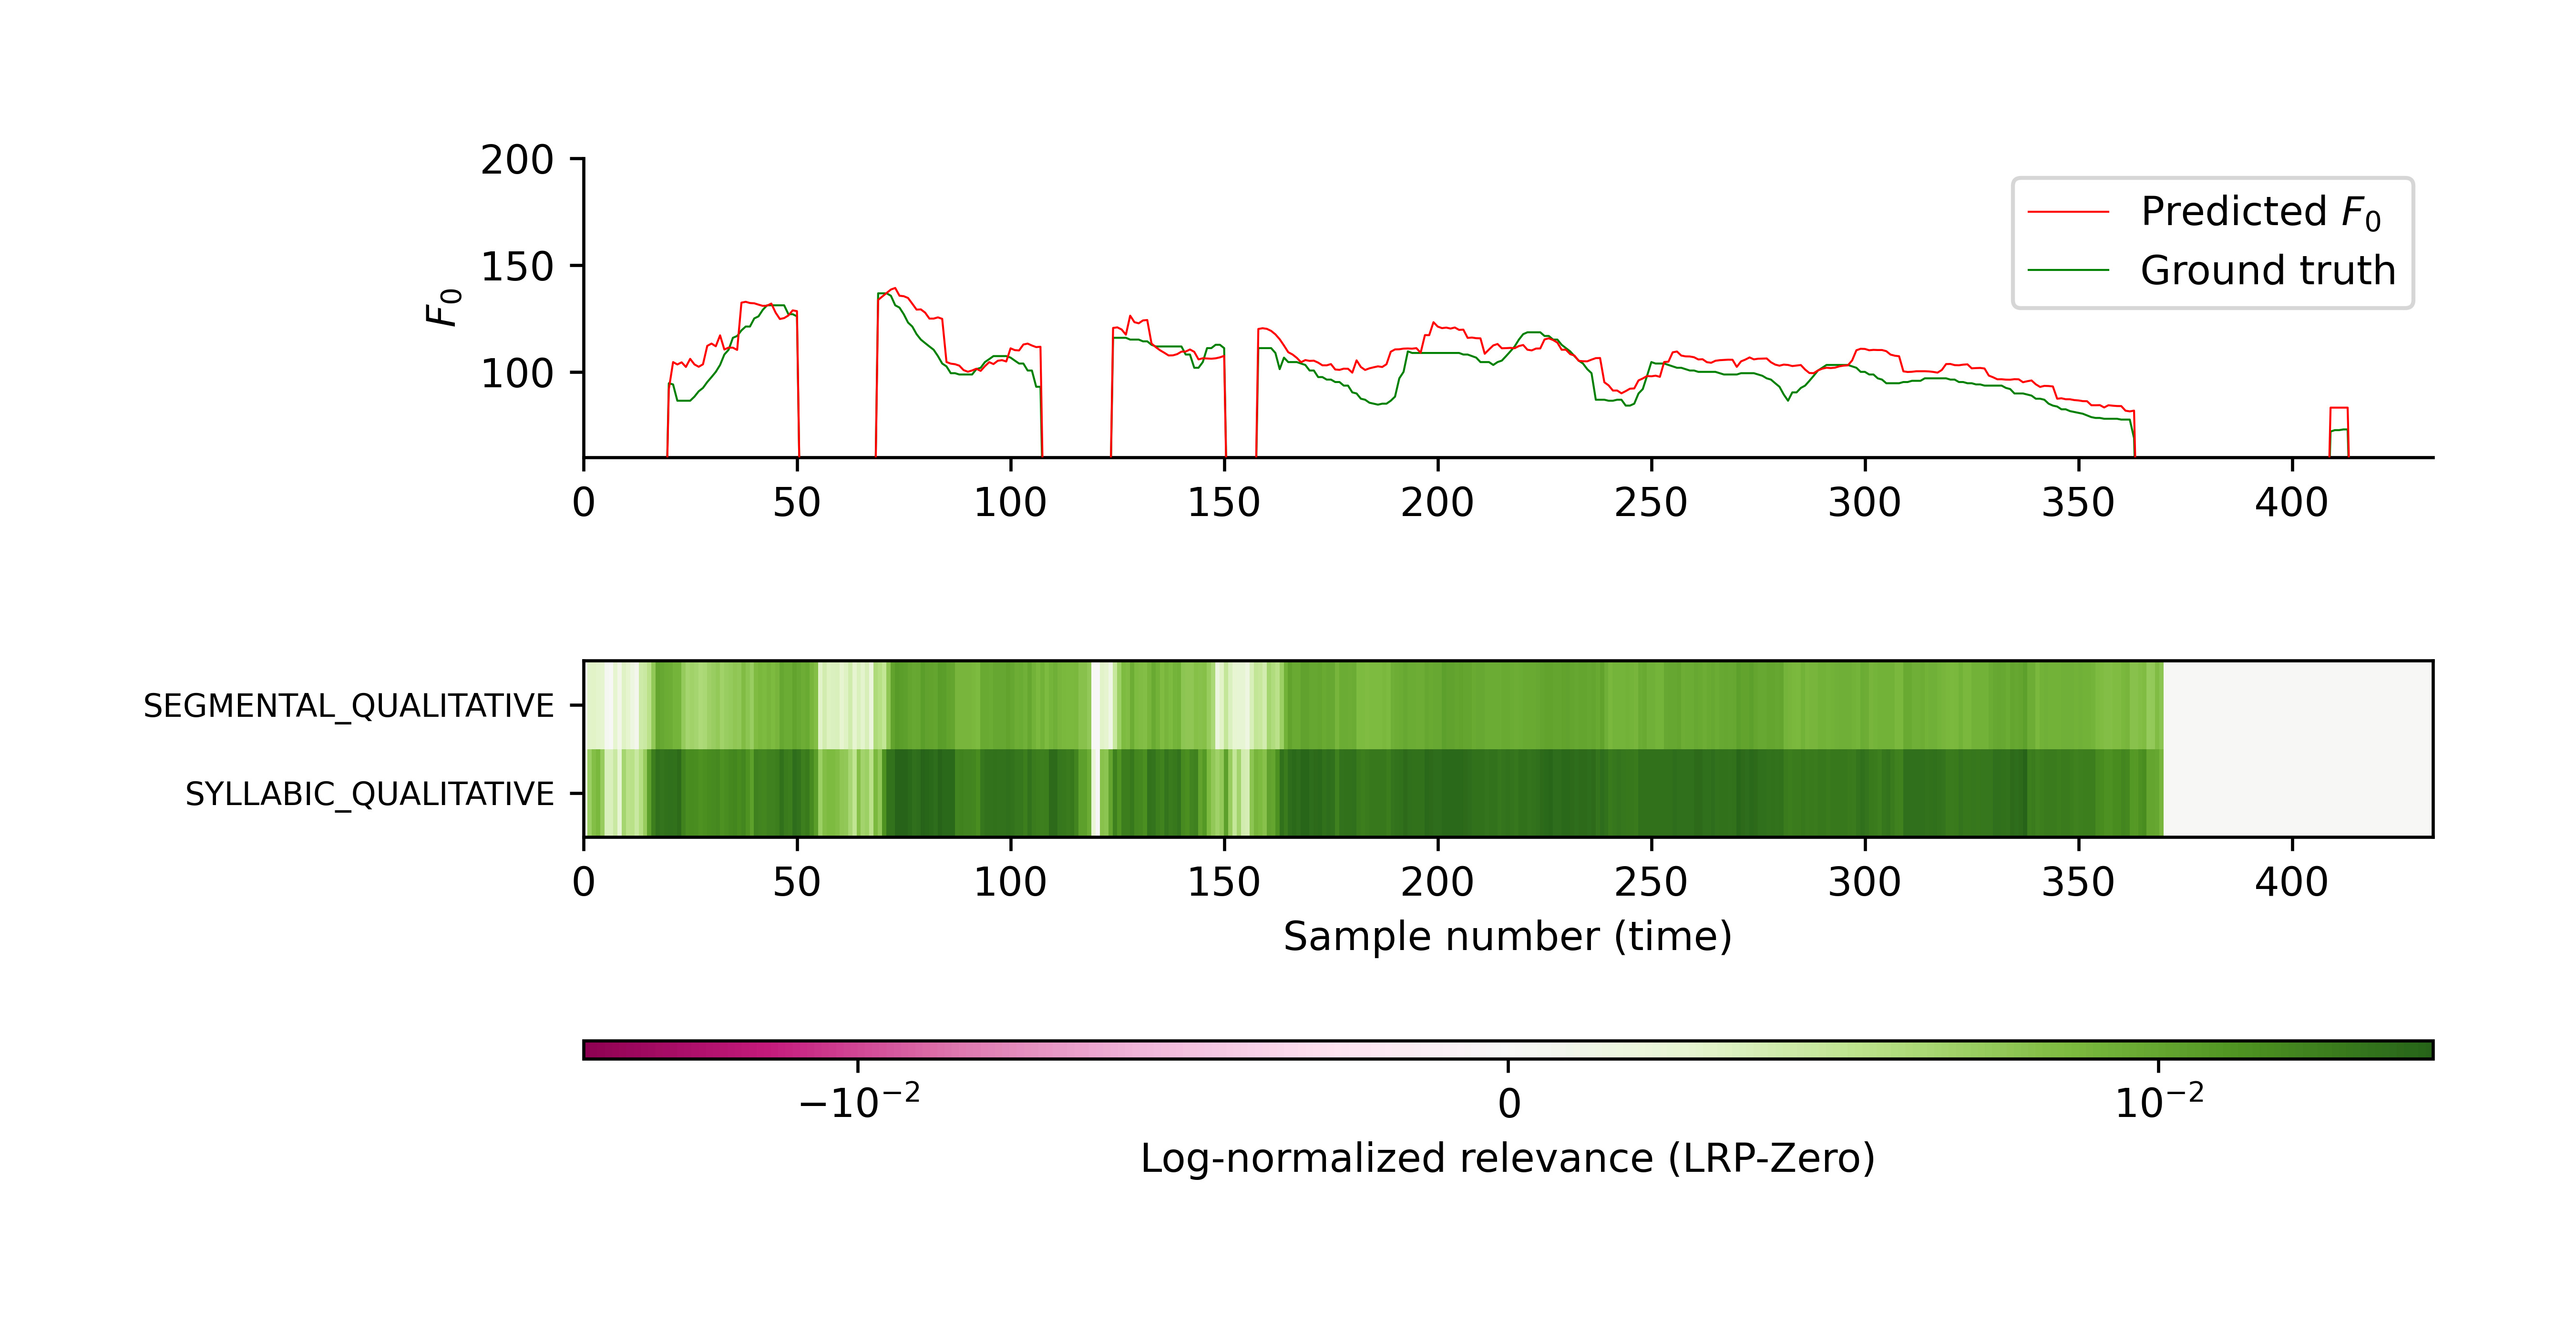 200
150
100
F₀
Predicted F₀
Ground truth
0 50 100 150 200 250 300 350 400
SEGMENTAL_QUALITATIVE
SYLLABIC_QUALITATIVE
0 50 100 150 200 250 300 350 400
Sample number (time)
−10⁻² 0 10⁻²
Log-normalized relevance (LRP-Zero)